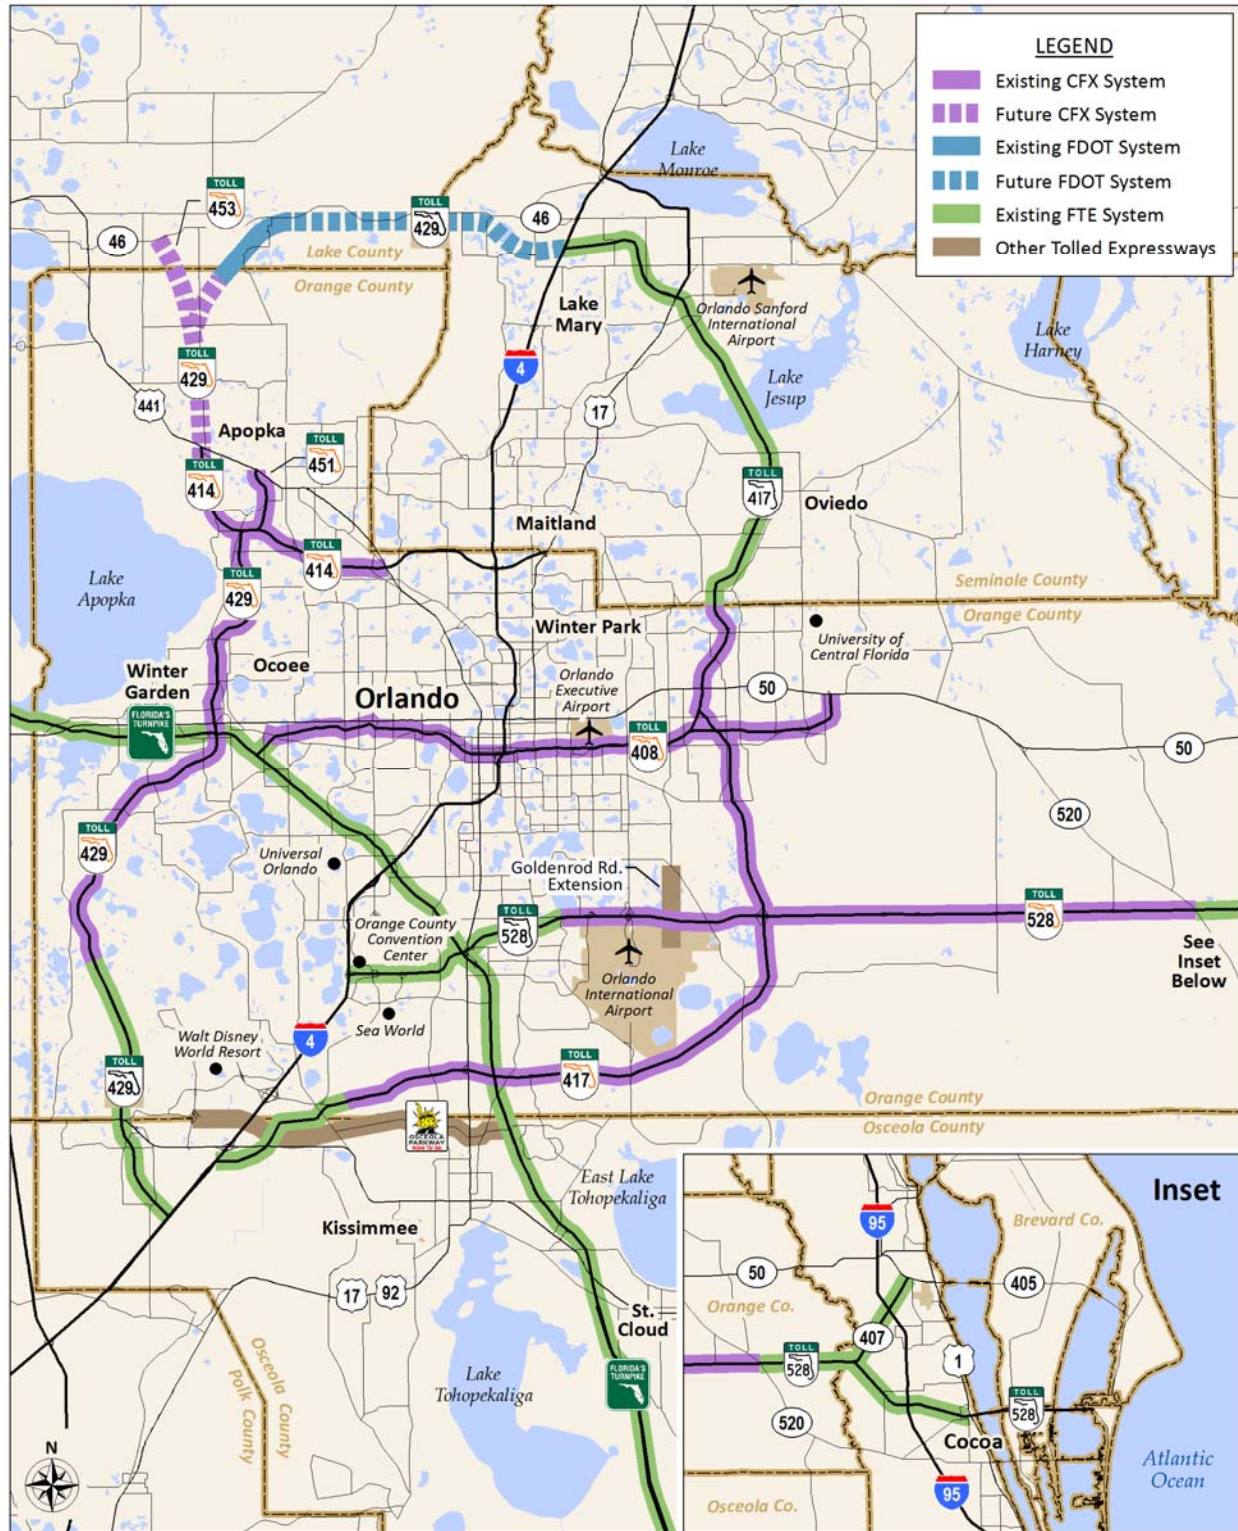 LEGEND
Existing CFX System
Future CFX System
Existing FDOT System
Future FDOT System
Existing FTE System
Other Tolled Expressways
Lake
Monroe
TOLL
453
46
TOLL
429
46
Lake County
Orange County
Lake
Mary
Orlando Sanford
International
Airport
Lake
Harney
TOLL
429
4
Lake
Jesup
441
17
Apopka
TOLL
451
TOLL
414
TOLL
417
Oviedo
Maitland
TOLL
414
Lake
Apopka
TOLL
429
Seminole County
Orange County
Winter Park
University of
Central Florida
Winter
Garden
Ocoee
Orlando
Orlando
Executive
Airport
50
FLORIDA'S
TURNPIKE
TOLL
408
50
520
TOLL
429
Universal
Orlando
Goldenrod Rd.
Extension
Orange County
Convention
Center
TOLL
528
TOLL
528
See
Inset
Below
Orlando
International
Airport
Sea World
4
Walt Disney
World Resort
TOLL
429
TOLL
417
Orange County
Osceola County
OSCEOLA
PARKWAY
East Lake
Tohopekaliga
Kissimmee
17
92
St.
Cloud
FLORIDA'S
TURNPIKE
Lake
Tohopekaliga
Osceola County
Polk County
N
Inset
95
Brevard Co.
50
405
Orange Co.
407
1
TOLL
528
TOLL
528
520
Cocoa
95
Atlantic
Ocean
Osceola Co.